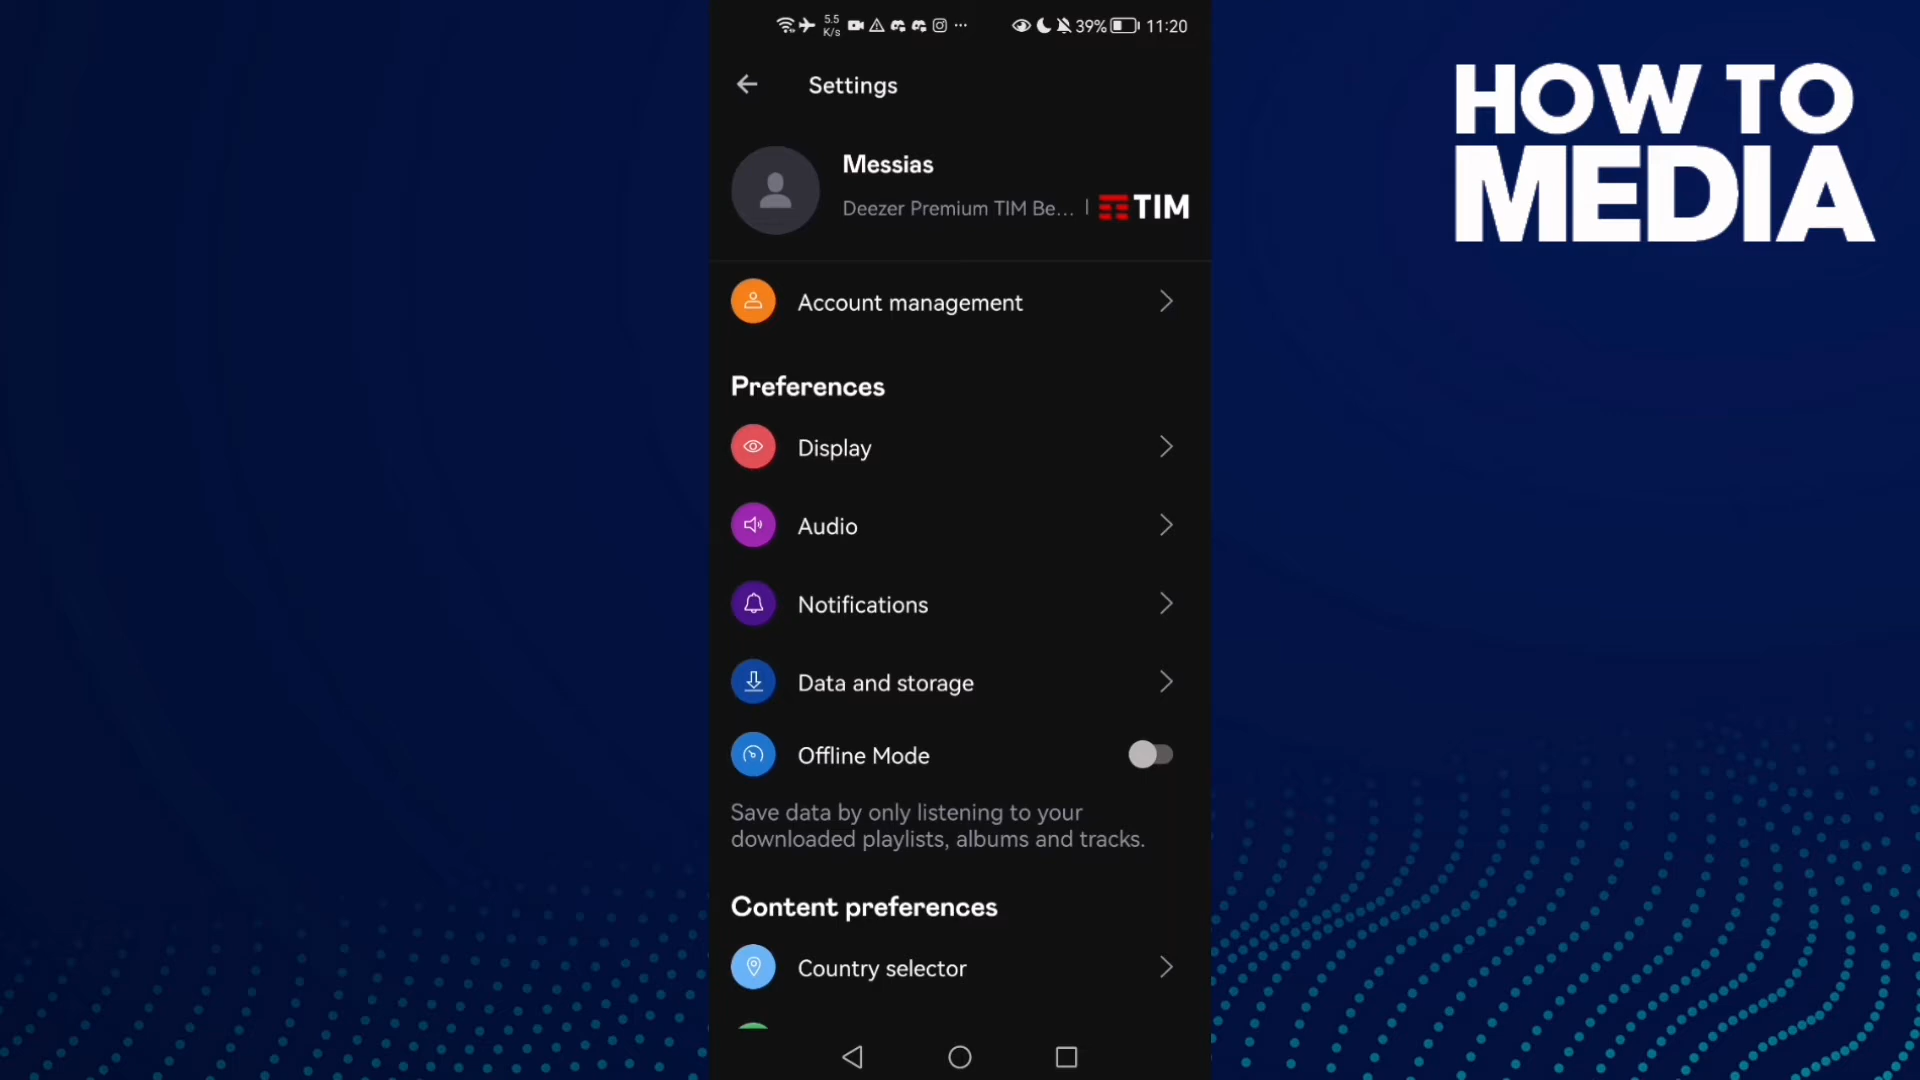 5.5
K/s
39%
11:20
Settings
Messias
Deezer Premium TIM Be... | TIM
Account management
Preferences
Display
Audio
Notifications
Data and storage
Offline Mode
Save data by only listening to your
downloaded playlists, albums and tracks.
Content preferences
Country selector
HOW TO
MEDIA